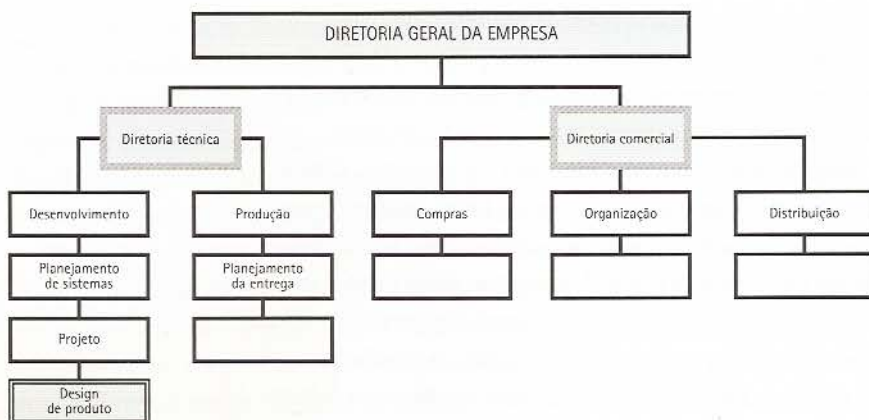 DIRETORIA GERAL DA EMPRESA
Diretoria técnica
Diretoria comercial
Desenvolvimento
Produção
Compras
Organização
Distribuição
Planejamento
de sistemas
Planejamento
da entrega
Projeto
Design
de produto